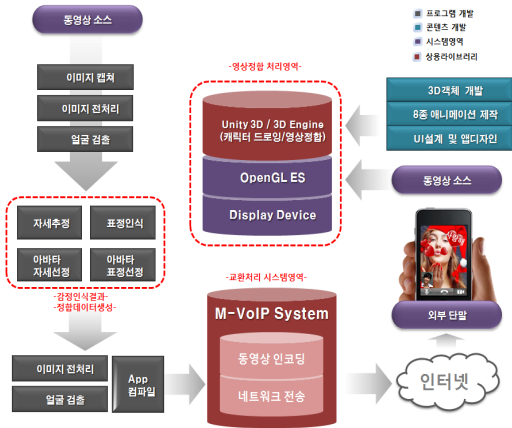 동영상 소스
프로그램 개발
콘텐츠 개발
시스템영역
상용라이브러리
이미지 캡쳐
이미지 전처리
얼굴 검출
-영상정합 처리영역-
Unity 3D / 3D Engine
(캐릭터 드로잉/영상정합)
OpenGL ES
Display Device
3D객체 개발
8종 애니메이션 제작
UI설계 및 앱디자인
동영상 소스
자세추정
표정인식
아바타
자세선정
아바타
표정선정
-감정인식결과-
-정합데이터생성-
-교환처리 시스템영역-
M-VoIP System
동영상 인코딩
네트워크 전송
외부 단말
인터넷
이미지 전처리
얼굴 검출
App
컴파일